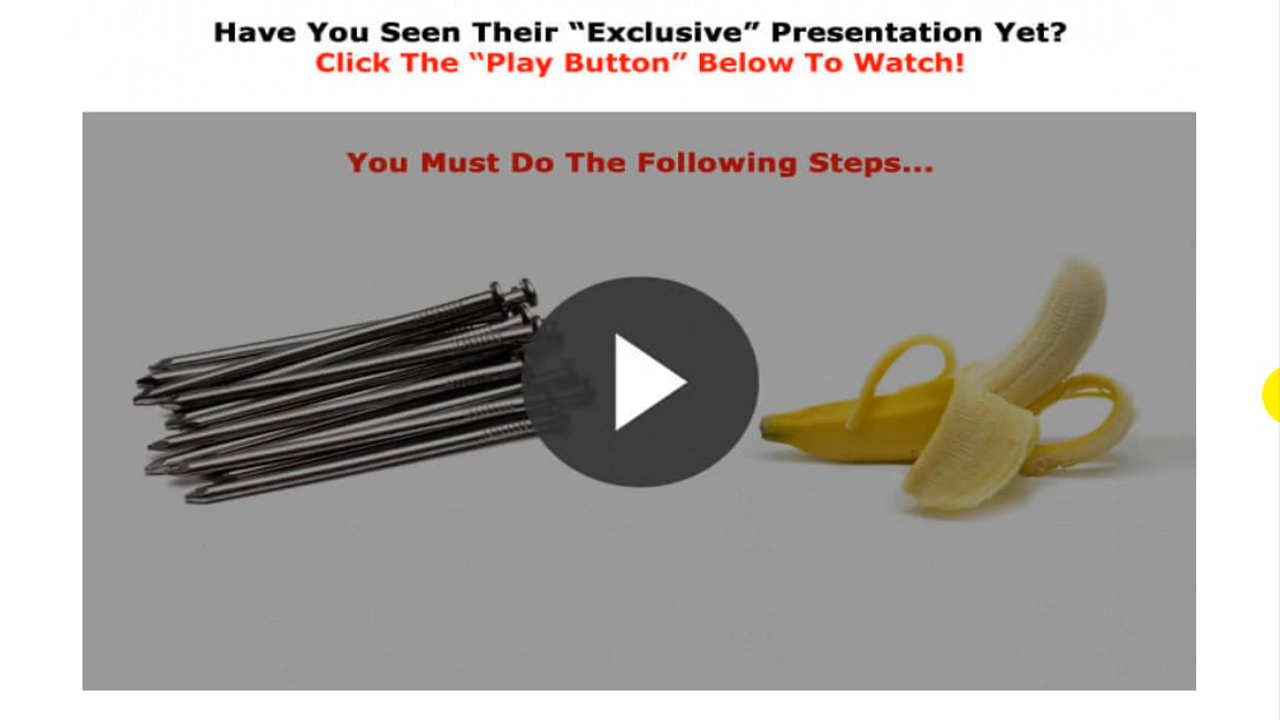 Have You Seen Their “Exclusive” Presentation Yet?
Click The “Play Button” Below To Watch!
You Must Do The Following Steps...